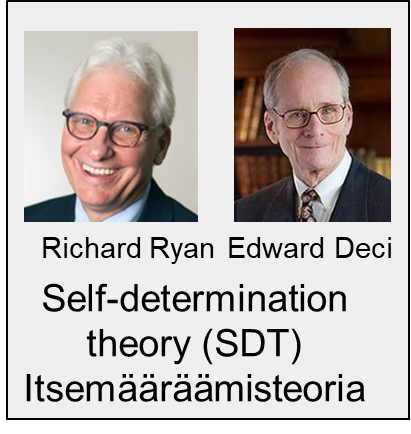 Richard Ryan Edward Deci
Self-determination
theory (SDT)
Itsemääräämisteoria